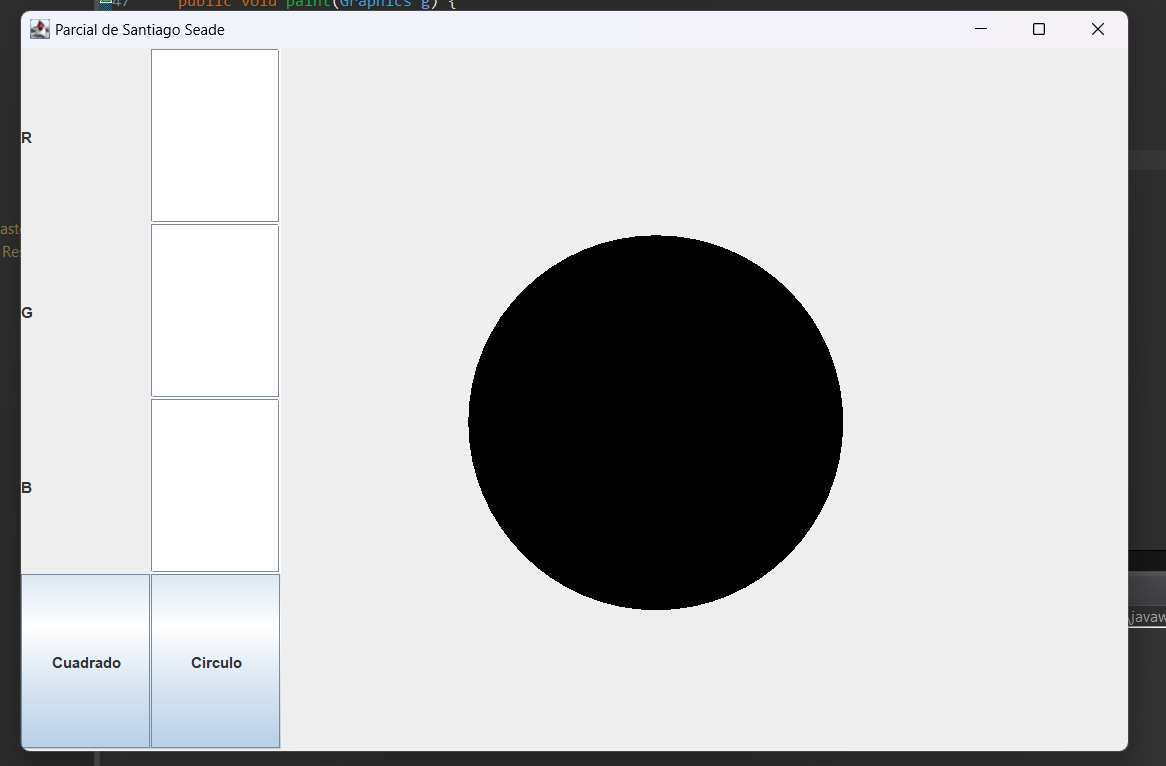 47 public void paint(Graphics g) {
Parcial de Santiago Seade
R
aste
Res
G
B
\javaw
Cuadrado Circulo